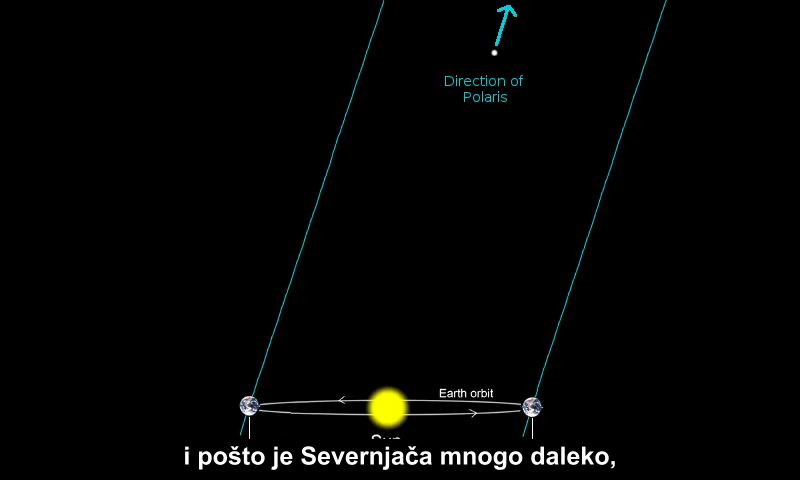 Direction of
Polaris
Earth orbit
i pošto je Severnjača mnogo daleko,